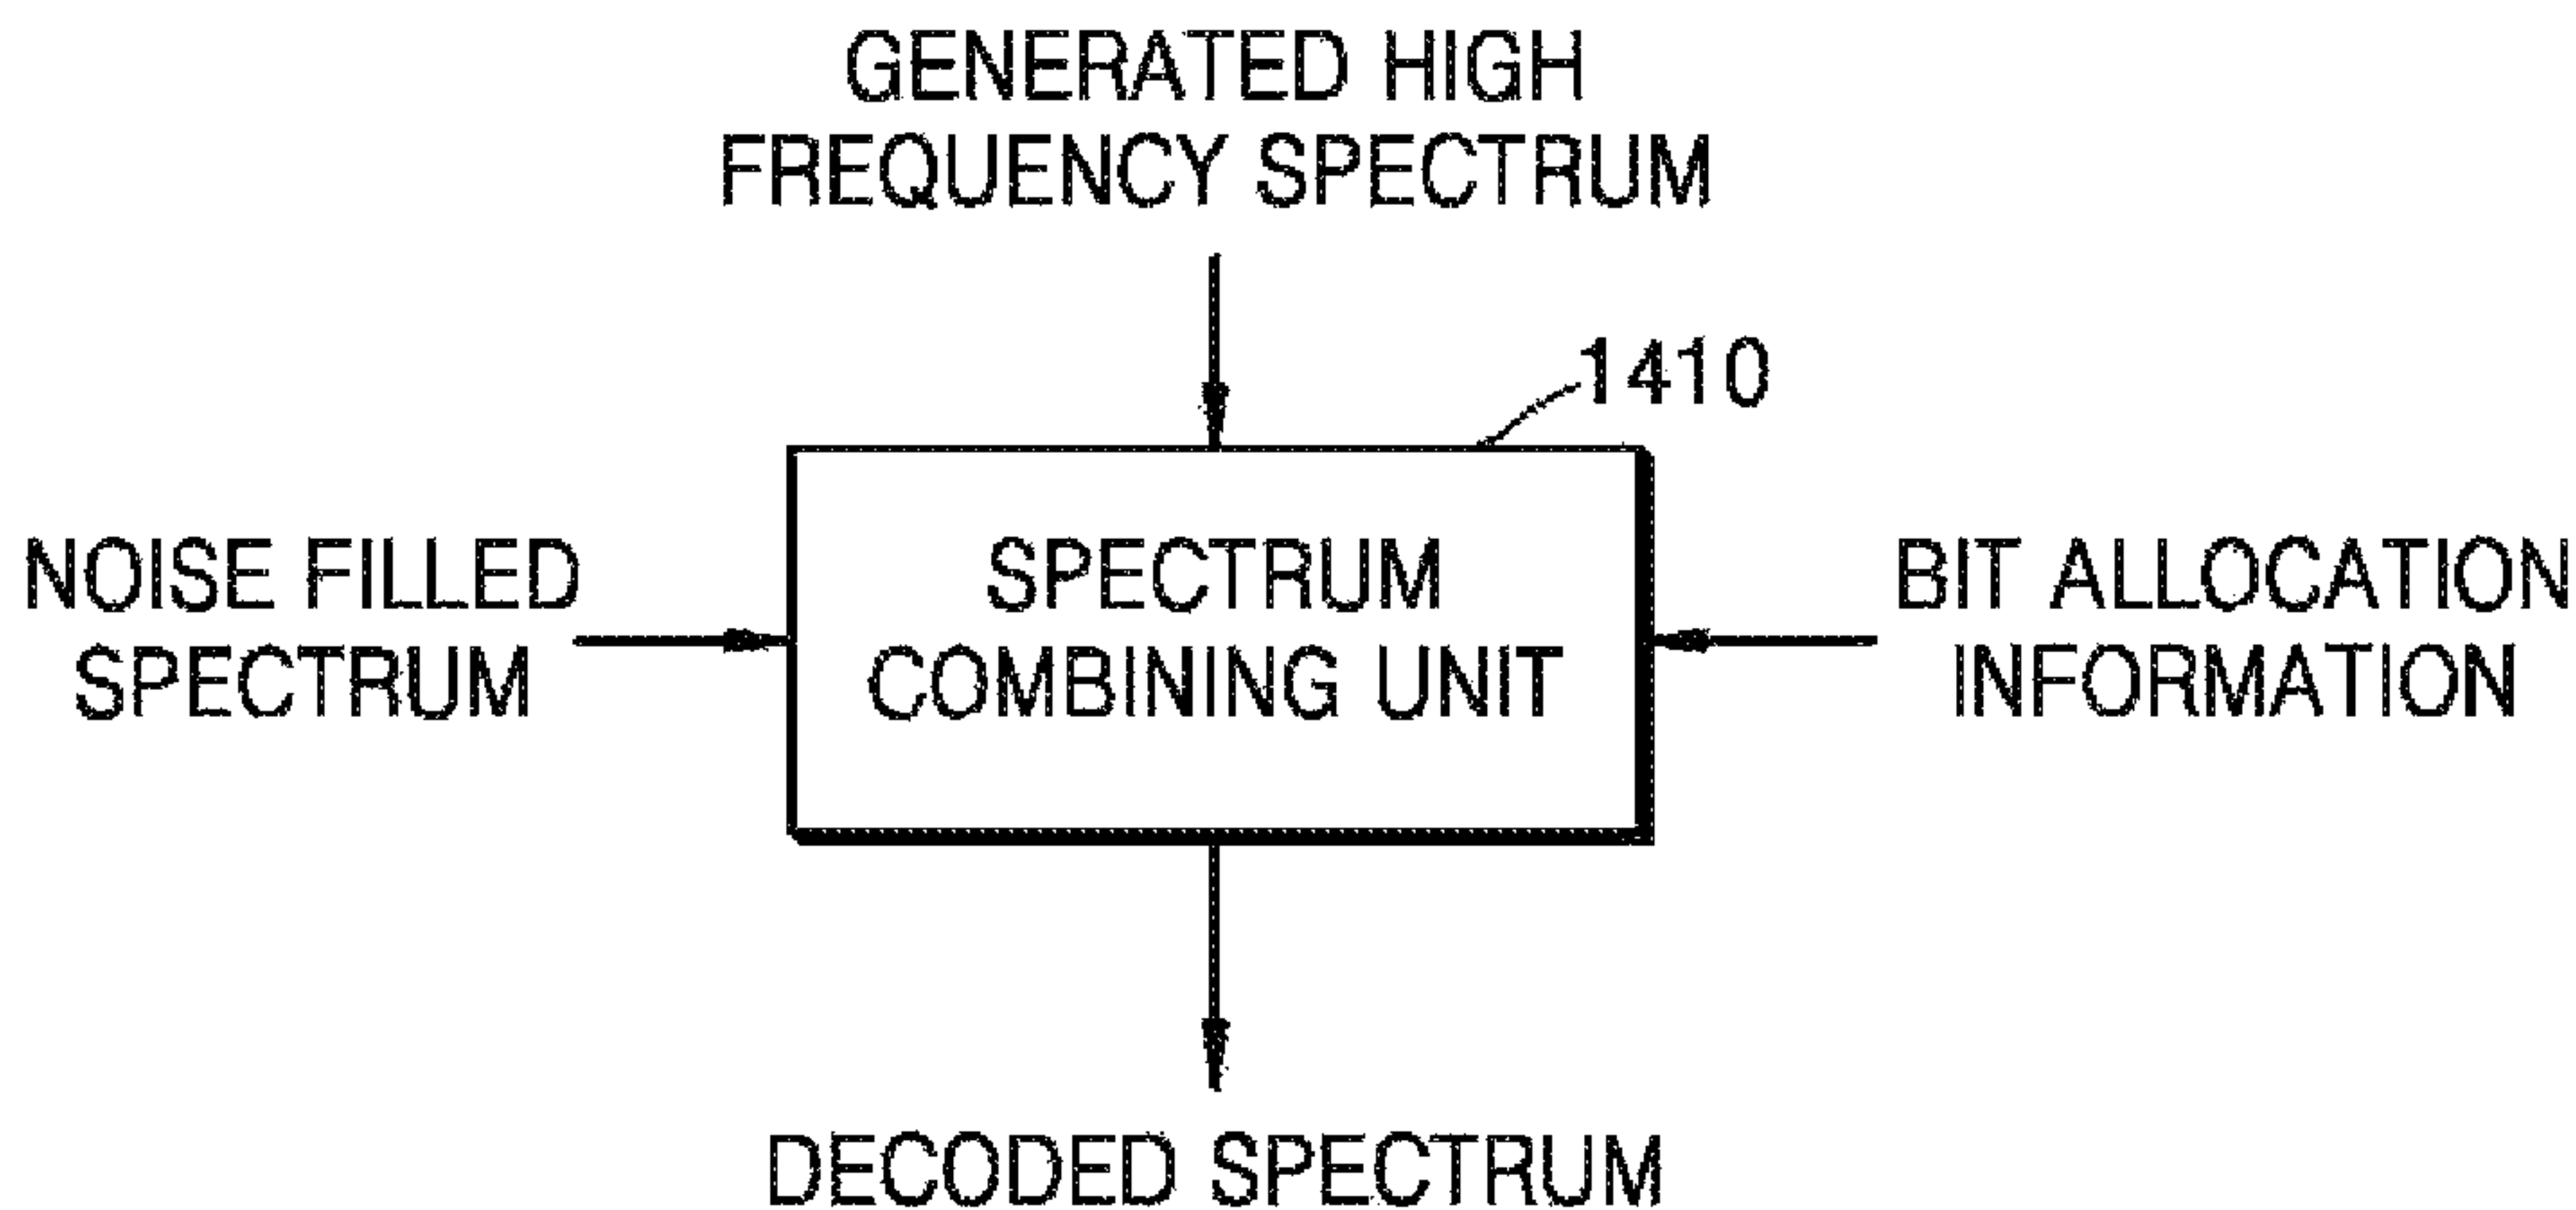 GENERATED HIGH
FREQUENCY SPECTRUM
1410
NOISE FILLED
SPECTRUM
SPECTRUM
COMBINING UNIT
BIT ALLOCATION
INFORMATION
DECODED SPECTRUM